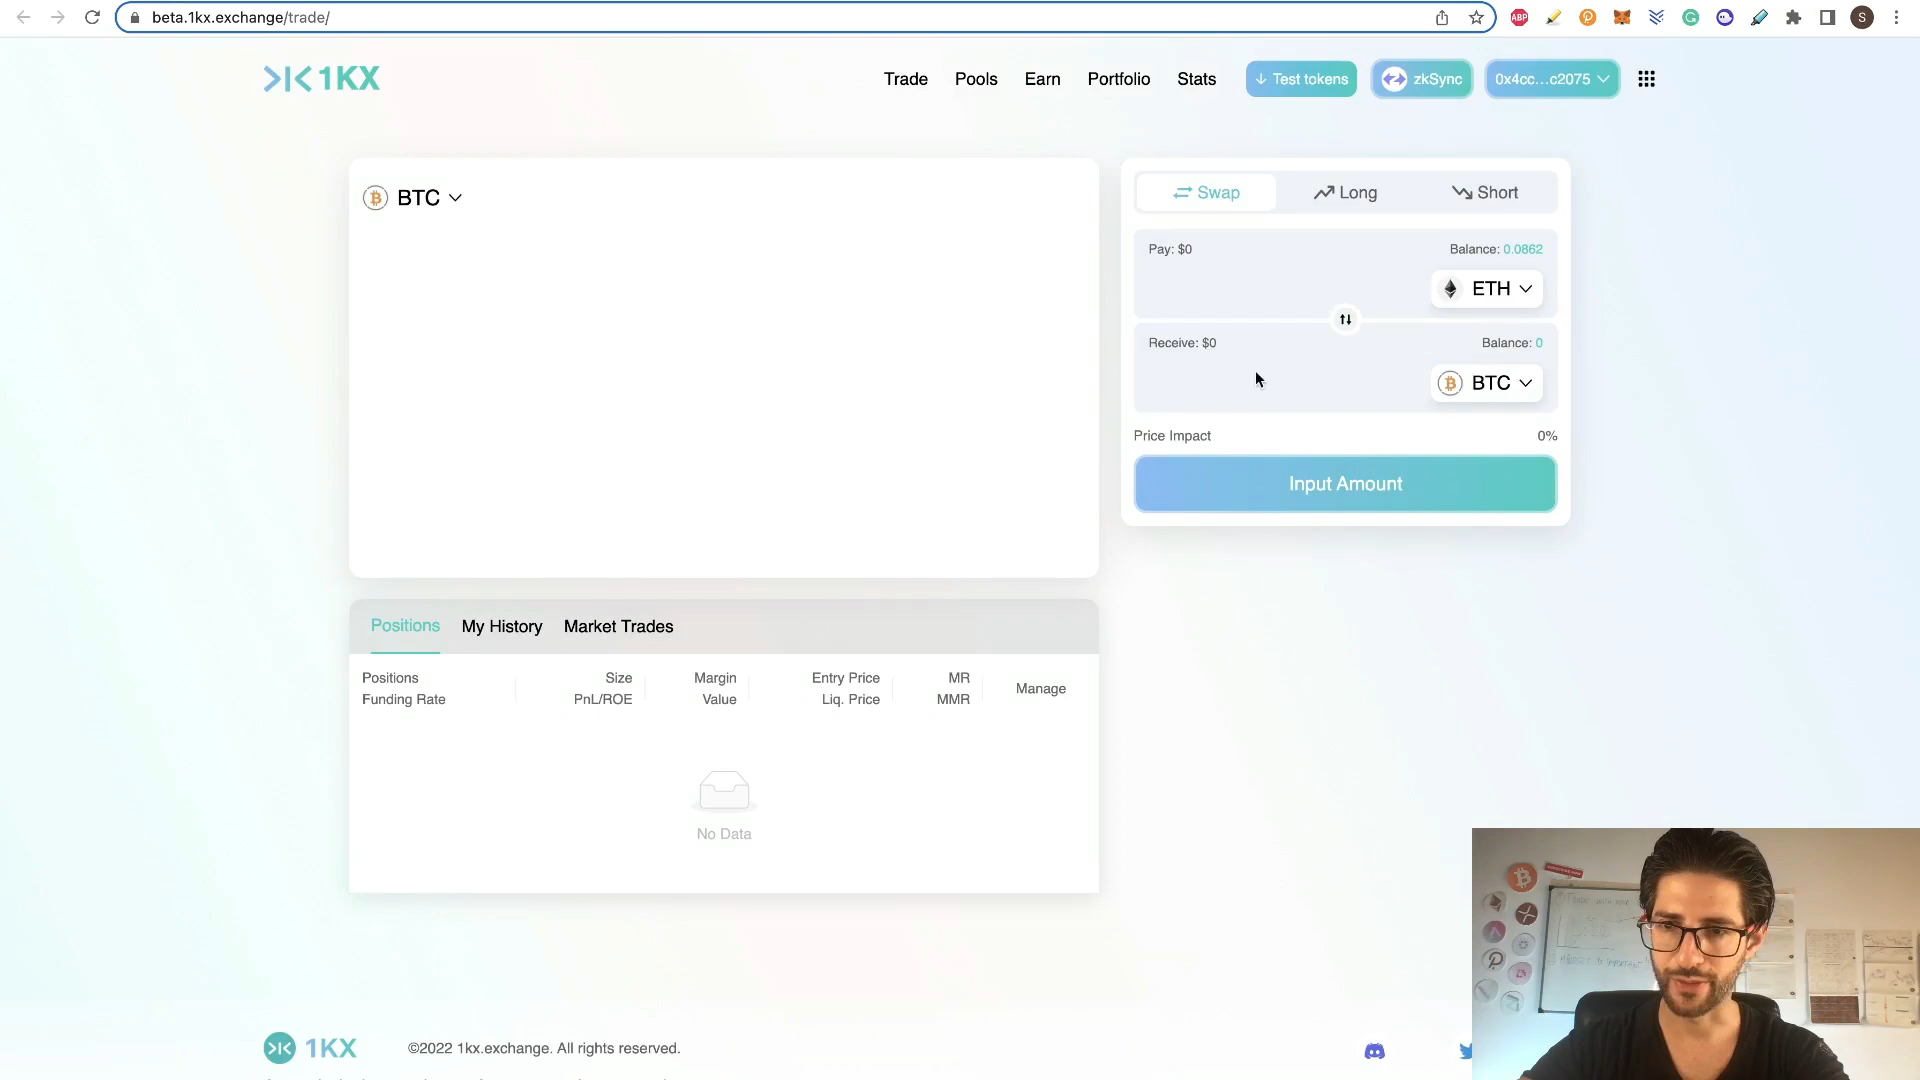 beta.1kx.exchange/trade/
ABP
S
1KX
Trade Pools Earn Portfolio Stats Test tokens zkSync 0x4cc...c2075
BTC
Swap Long Short
Pay: $0 Balance: 0.0862
ETH
Receive: $0 Balance: 0
BTC
Price Impact 0%
Input Amount
Positions My History Market Trades
Positions Size Margin Entry Price MR Manage
Funding Rate PnL/ROE Value Liq. Price MMR
No Data
1KX ©2022 1kx.exchange. All rights reserved.